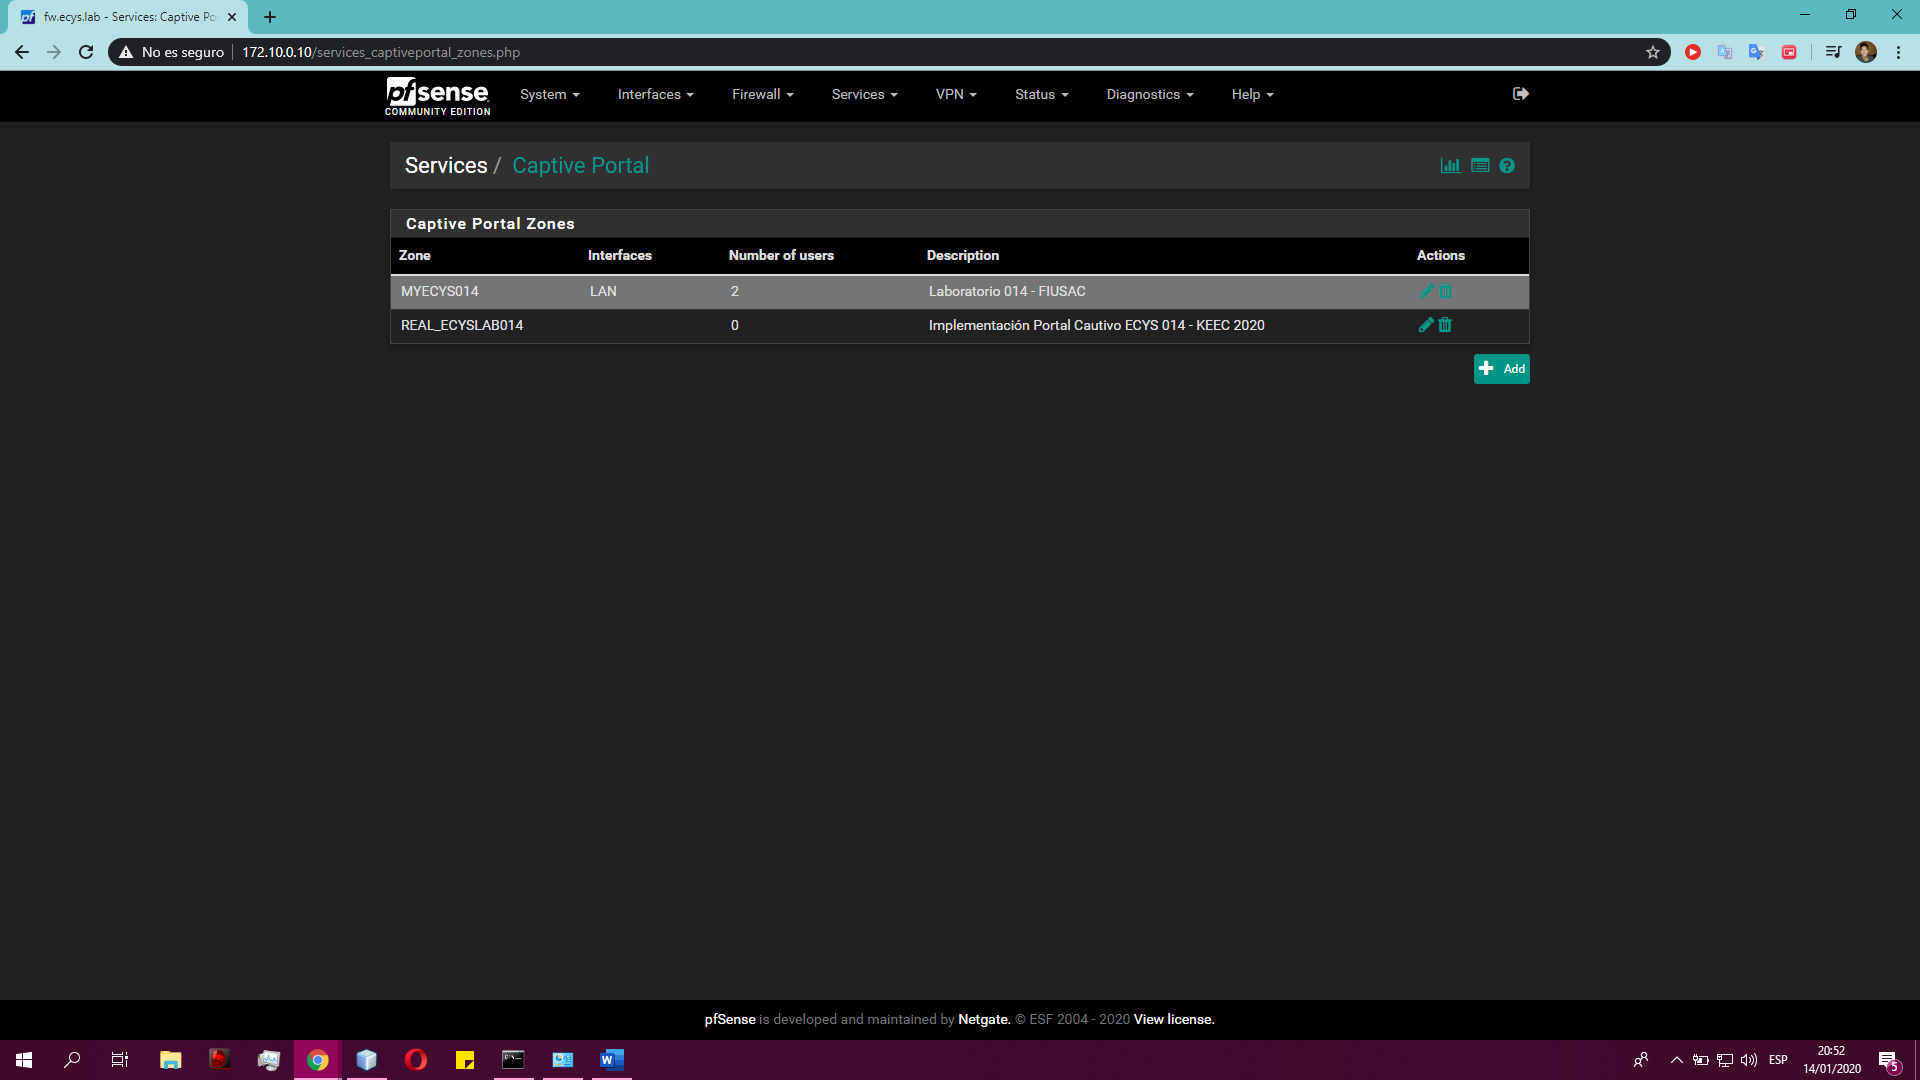 fw.ecys.lab - Services: Captive Po
No es seguro 172.10.0.10/services_captiveportal_zones.php
pfsense System Interfaces Firewall Services VPN Status Diagnostics Help
COMMUNITY EDITION
Services / Captive Portal
Captive Portal Zones
Zone Interfaces Number of users Description Actions
MYECYS014 LAN 2 Laboratorio 014 - FIUSAC
REAL_ECYSLAB014 0 Implementación Portal Cautivo ECYS 014 - KEEC 2020
Add
pfSense is developed and maintained by Netgate. © ESF 2004 - 2020 View license.
ESP
20:52
14/01/2020
5